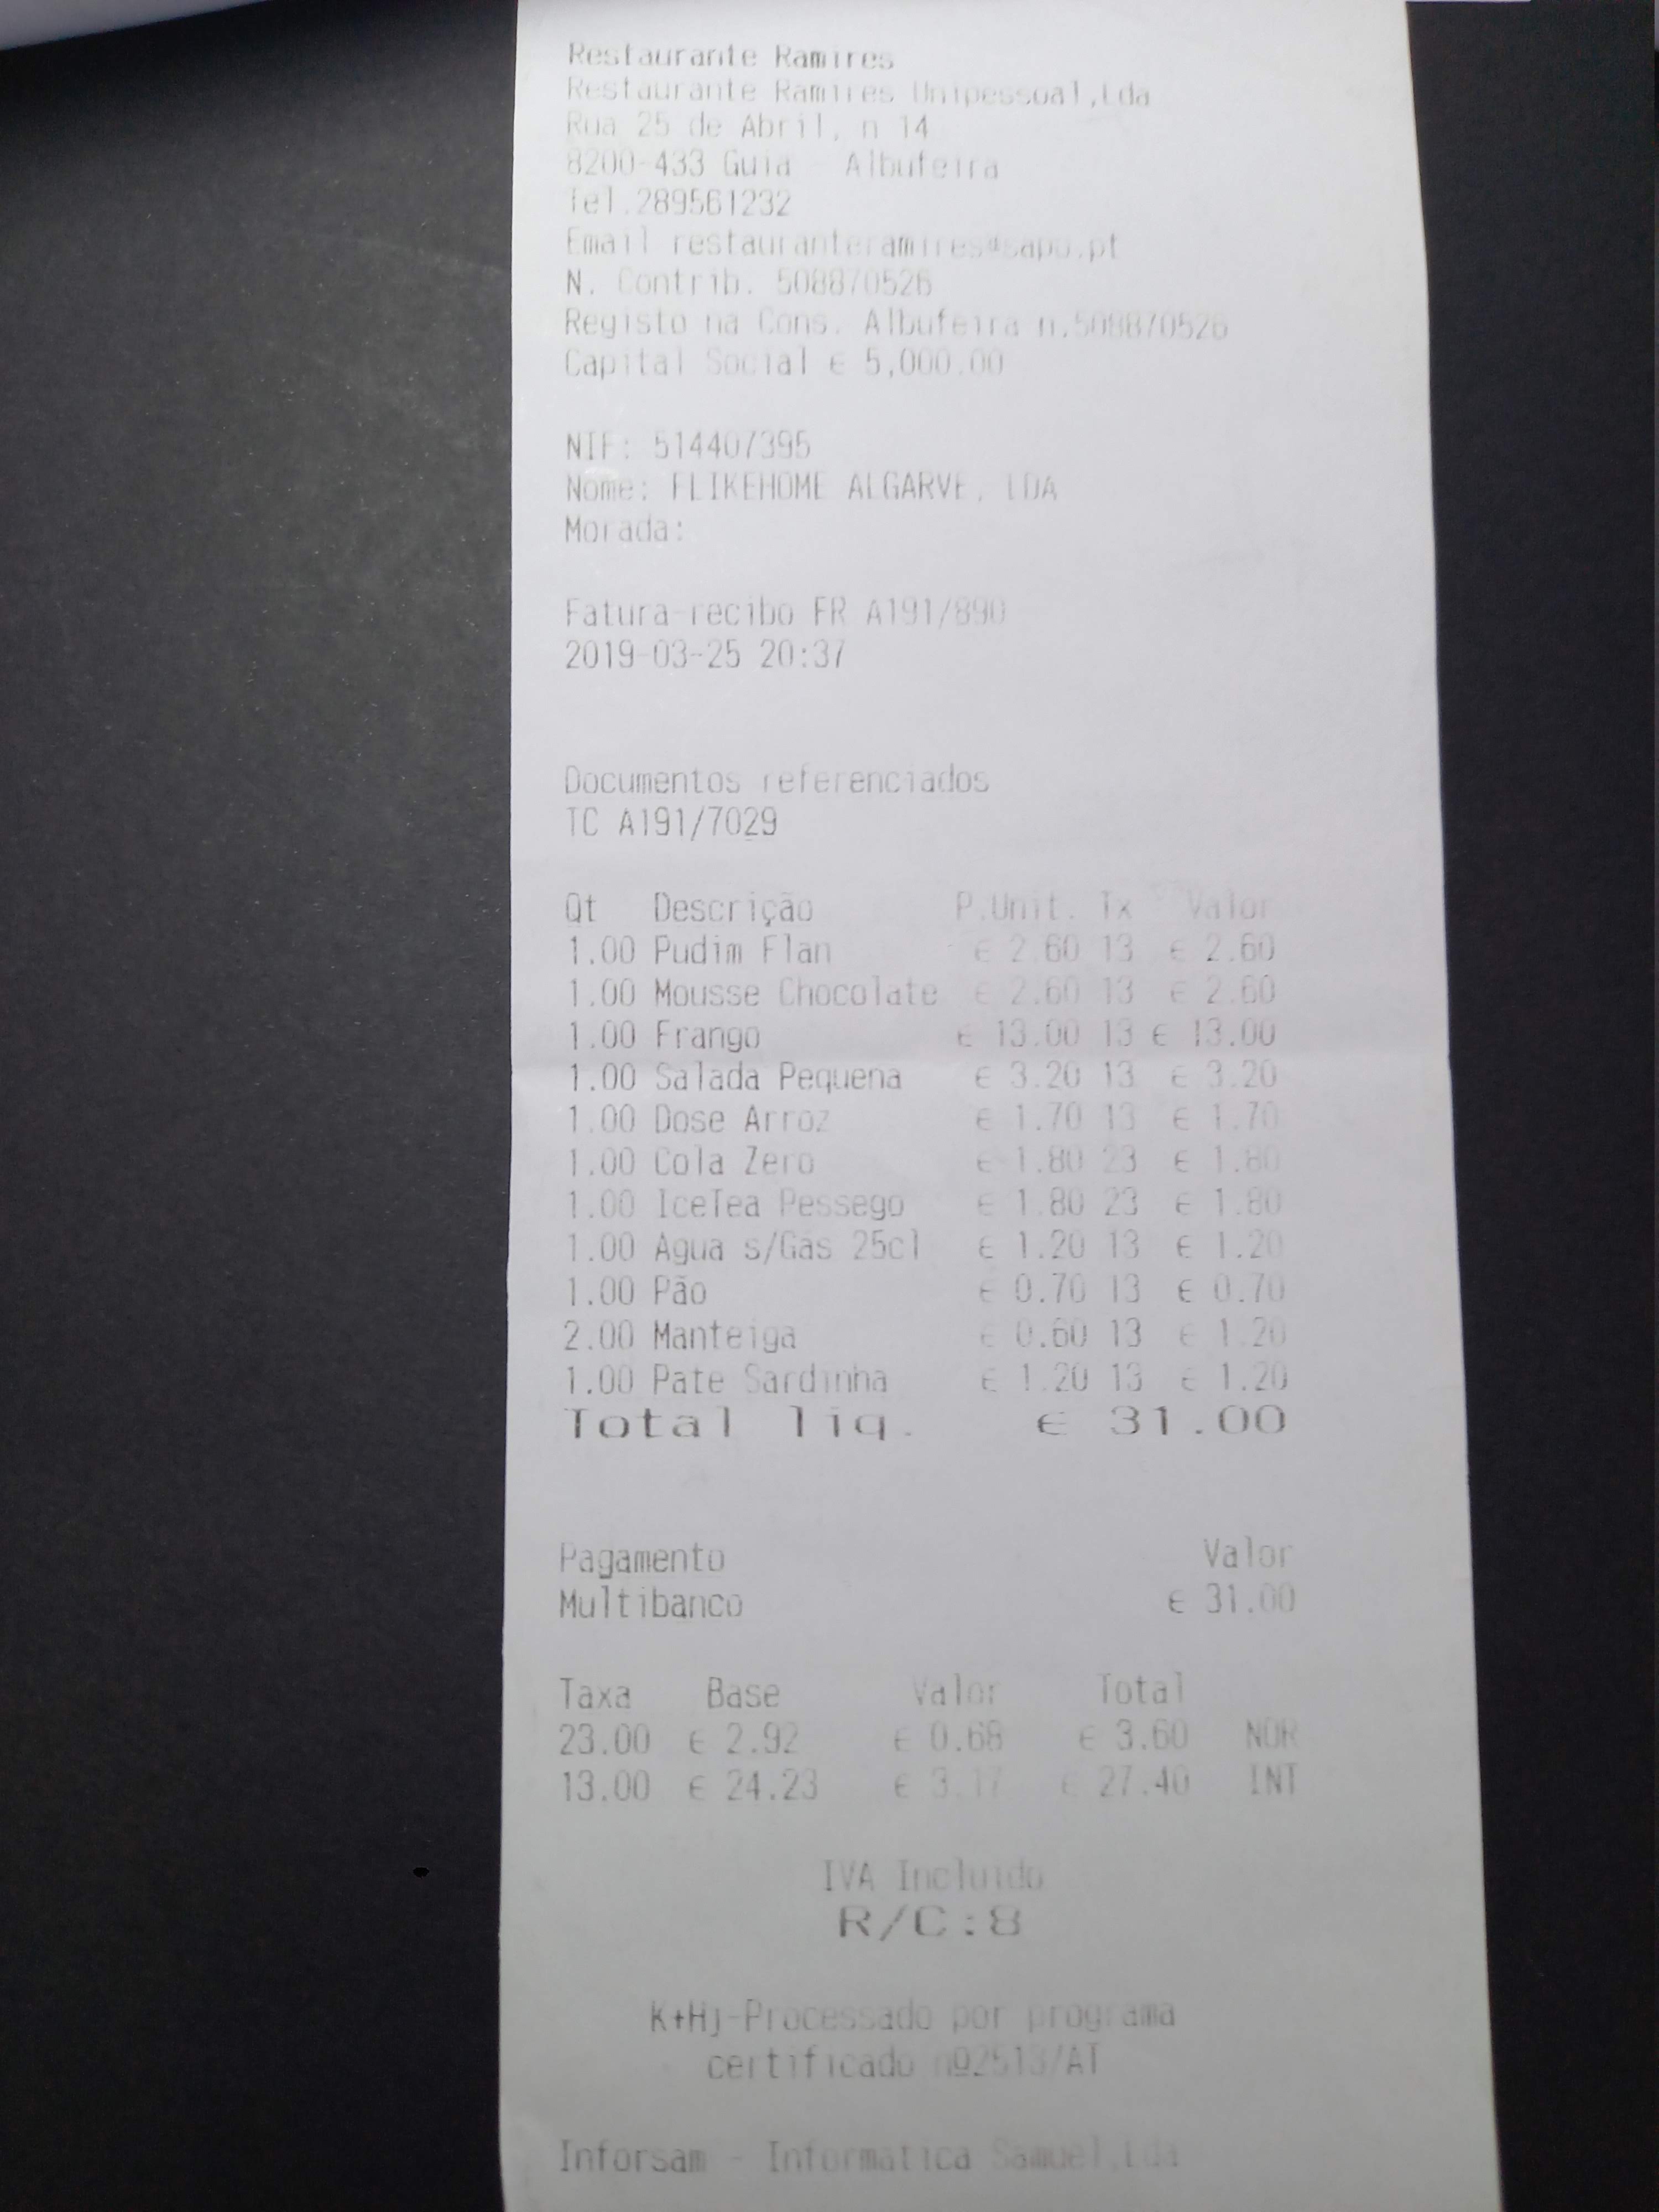 Restaurante Ramires
Restaurante Ramires Unipessoal,Lda
Rua 25 de Abril, n 14
8200-433 Guia - Albufeira
Tel.289561232
Email restauranteramires@sapo.pt
N. Contrib. 508870526
Registo na Cons. Albufeira n.508870526
Capital Social € 5,000.00
NIF: 514407395
Nome: FLIKEHOME ALGARVE, LDA
Morada:
Fatura-recibo FR A191/890
2019-03-25 20:37
Documentos referenciados
TC A191/7029
Qt Descrição P.Unit. Tx Valor
1.00 Pudim Flan € 2.60 13 € 2.60
1.00 Mousse Chocolate € 2.60 13 € 2.60
1.00 Frango € 13.00 13 € 13.00
1.00 Salada Pequena € 3.20 13 € 3.20
1.00 Dose Arroz € 1.70 13 € 1.70
1.00 Cola Zero € 1.80 23 € 1.80
1.00 IceTea Pessego € 1.80 23 € 1.80
1.00 Agua s/Gás 25cl € 1.20 13 € 1.20
1.00 Pão € 0.70 13 € 0.70
2.00 Manteiga € 0.60 13 € 1.20
1.00 Pate Sardinha € 1.20 13 € 1.20
Total liq. € 31.00
Pagamento Valor
Multibanco € 31.00
Taxa Base Valor Total
23.00 € 2.92 € 0.68 € 3.60 NOR
13.00 € 24.23 € 3.17 € 27.40 INT
IVA Incluido
R/C:8
K+Hj-Processado por programa
certificado nº2513/AT
Inforsam - Informatica Samuel,Lda